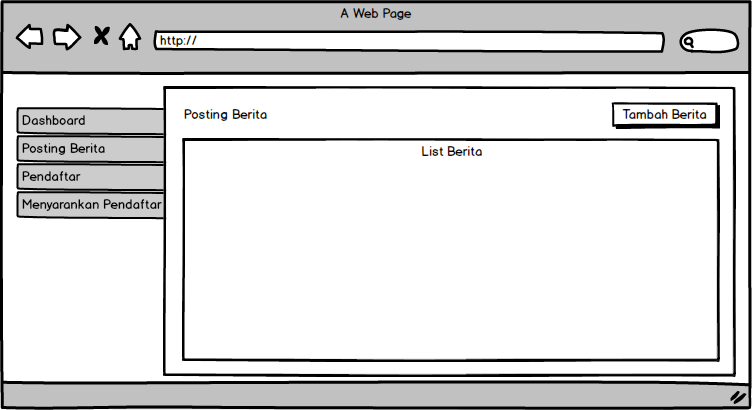 A Web Page
http://
Dashboard
Posting Berita
Pendaftar
Menyarankan Pendaftar
Posting Berita
Tambah Berita
List Berita